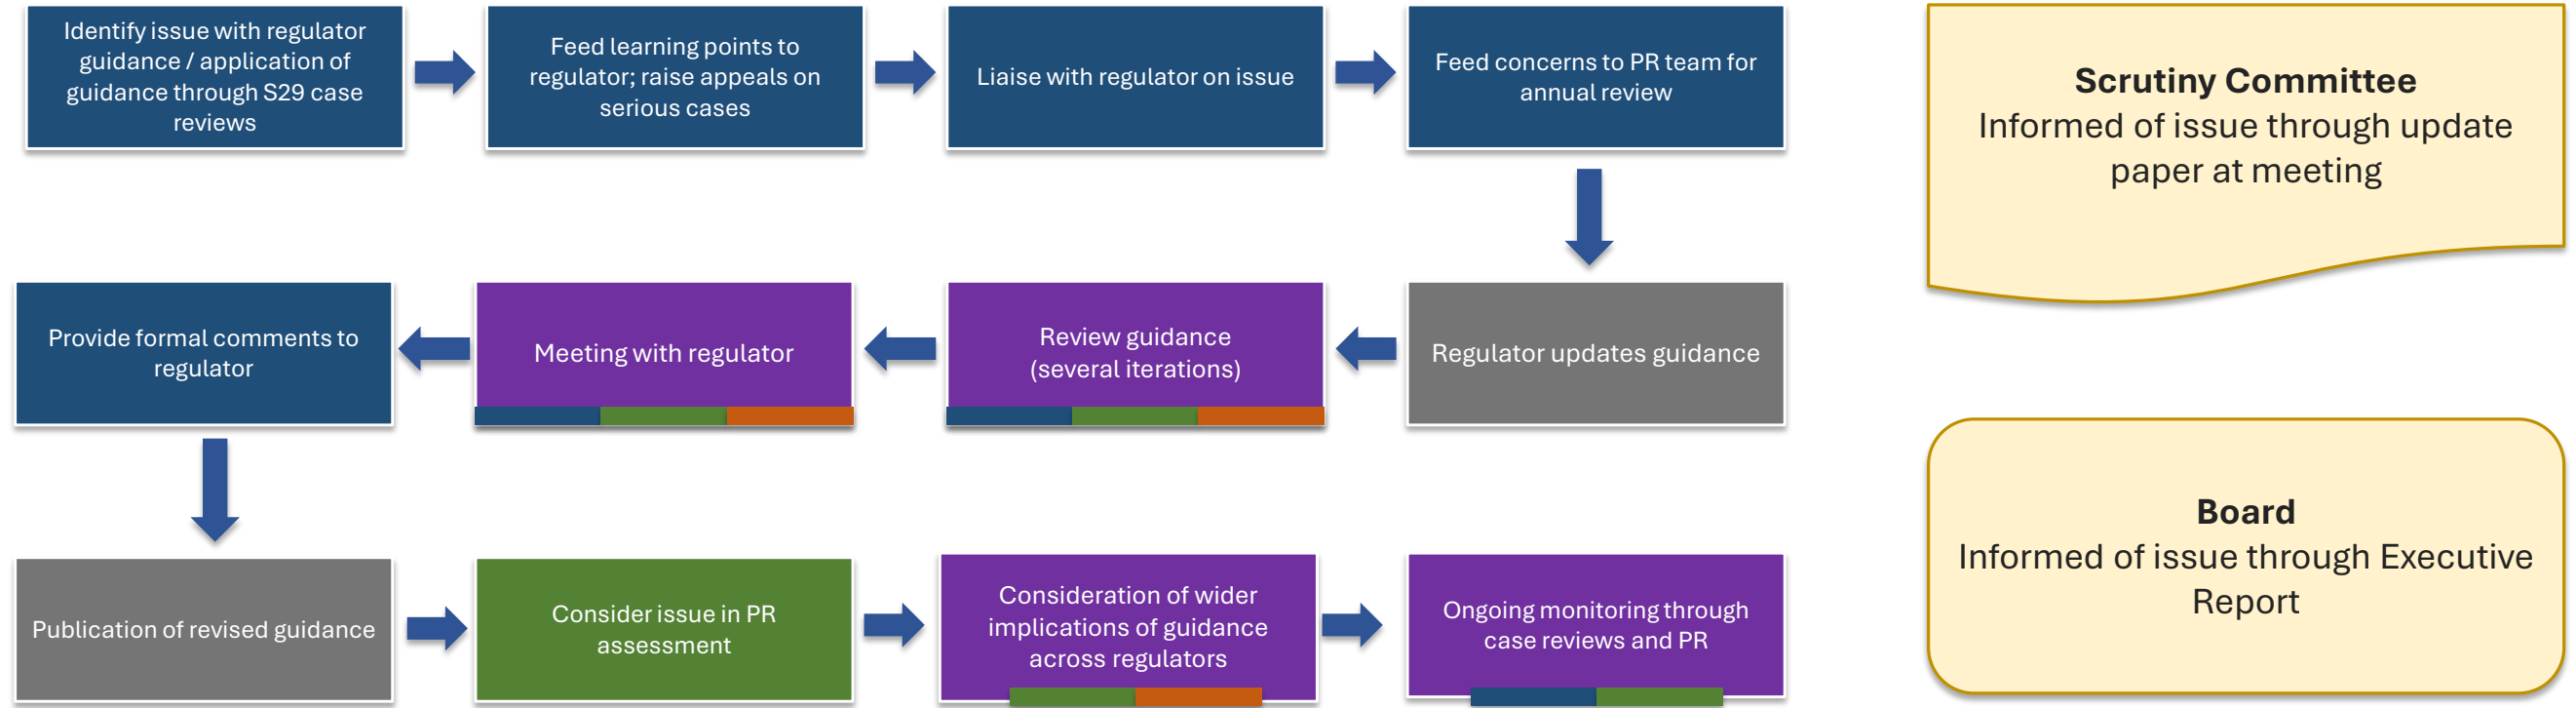 Identify issue with regulator
guidance / application of
guidance through S29 case
reviews
Feed learning points to
regulator; raise appeals on
serious cases
Liaise with regulator on issue
Feed concerns to PR team for
annual review
Scrutiny Committee
Informed of issue through update
paper at meeting
Provide formal comments to
regulator
Meeting with regulator
Review guidance
(several iterations)
Regulator updates guidance
Board
Informed of issue through Executive
Report
Publication of revised guidance
Consider issue in PR
assessment
Consideration of wider
implications of guidance
across regulators
Ongoing monitoring through
case reviews and PR